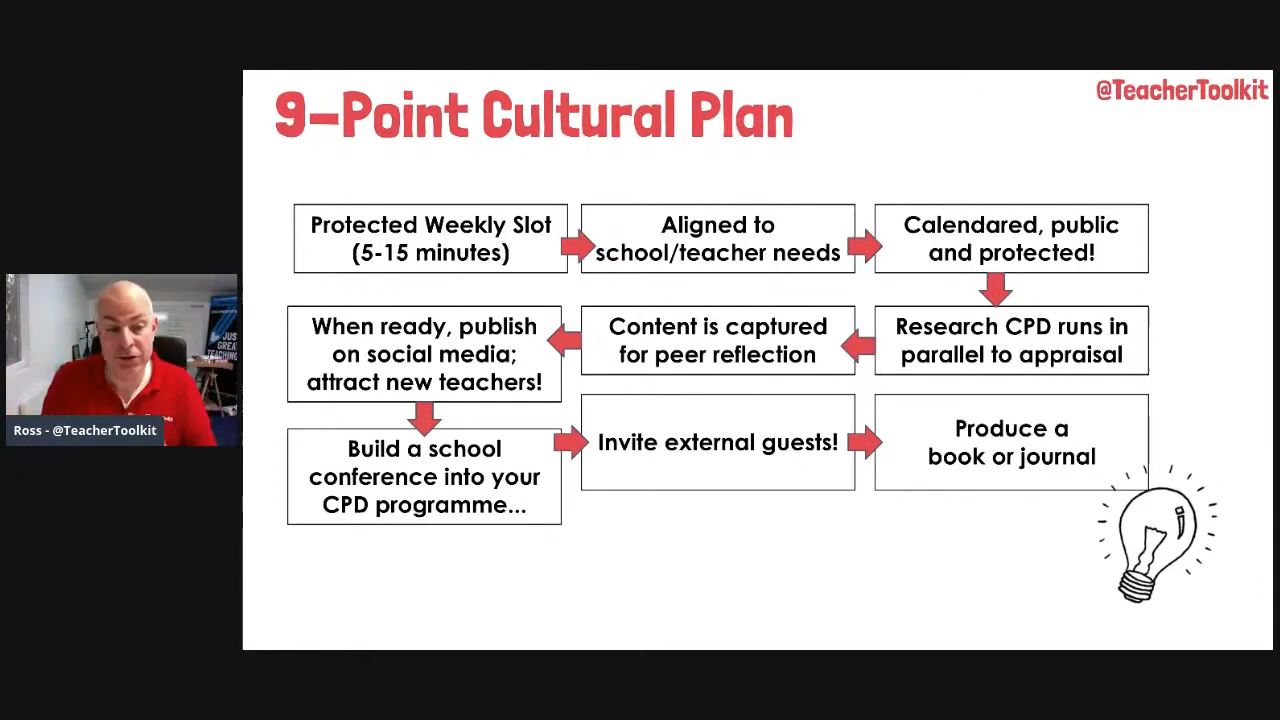 9-Point Cultural Plan
@TeacherToolkit
Protected Weekly Slot
(5-15 minutes)
Aligned to
school/teacher needs
Calendared, public
and protected!
Research CPD runs in
parallel to appraisal
Content is captured
for peer reflection
When ready, publish
on social media;
attract new teachers!
Build a school
conference into your
CPD programme...
Invite external guests!
Produce a
book or journal
JUST
GREAT
TEACHING
Ross - @TeacherToolkit